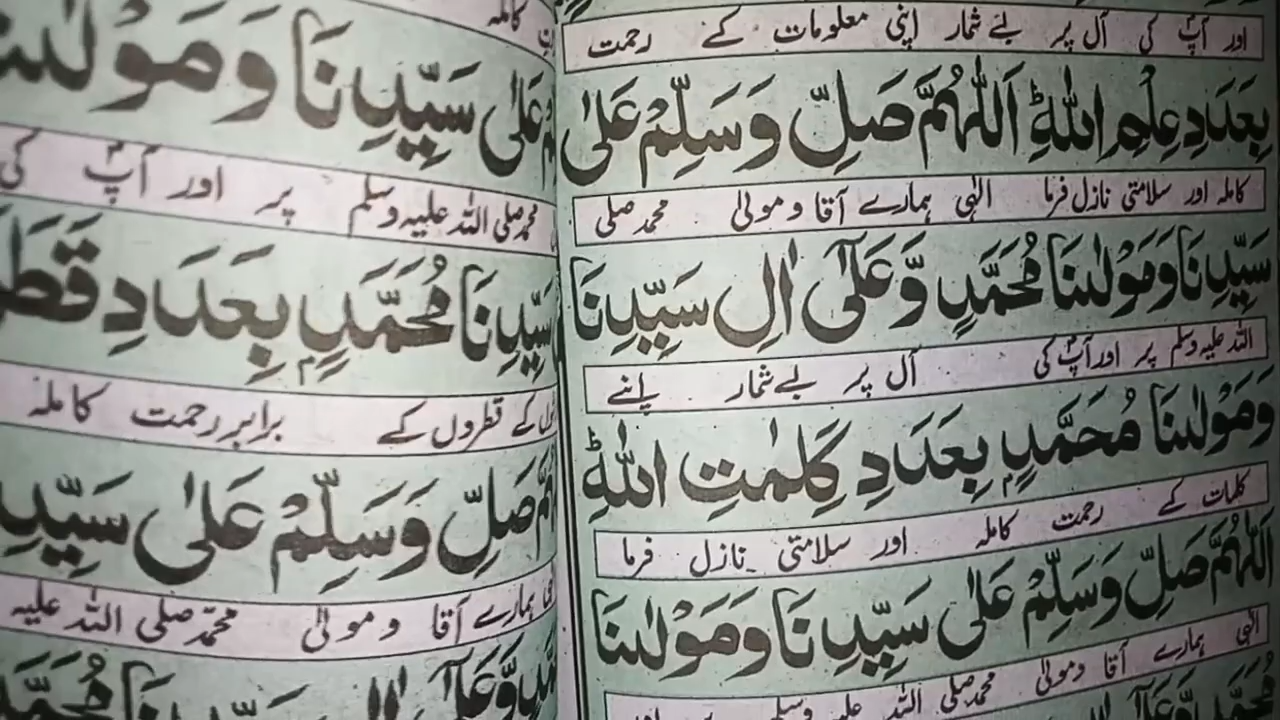 اور آپؐ کی آل پر بے شمار اپنی معلومات کے رحمت
بِعَدَدِ عِلْمِ اللّٰهِؕ اَللّٰهُمَّ صَلِّ وَسَلِّمْ عَلٰى
کاملہ اور سلامتی نازل فرما الٰہی ہمارے آقا و مولیٰ محمد صلی
سَيِّدِنَا وَمَوْلٰىنَا مُحَمَّدٍ وَّعَلٰٓى اٰلِ سَيِّدِنَا
اللہ علیہ وسلم پر اور آپؐ کی آل پر بے شمار اپنے
وَمَوْلٰىنَا مُحَمَّدٍۭ بِعَدَدِ كَلِمٰتِ اللّٰهِؕ
کلمات کے رحمت کاملہ اور سلامتی نازل فرما
اَللّٰهُمَّ صَلِّ وَسَلِّمْ عَلٰى سَيِّدِنَا وَمَوْلٰىنَا
الٰہی ہمارے آقا و مولیٰ محمد صلی اللہ علیہ وسلم
کاملہ
عَلٰى سَيِّدِنَا وَمَوْلٰىنَا
محمد صلی اللہ علیہ وسلم پر اور آپؐ کی
سَيِّدِنَا مُحَمَّدٍۭ بِعَدَدِ
کے قطروں کے برابر رحمت کاملہ
صَلِّ وَسَلِّمْ عَلٰى
ہمارے آقا و مولیٰ محمد صلی اللہ علیہ